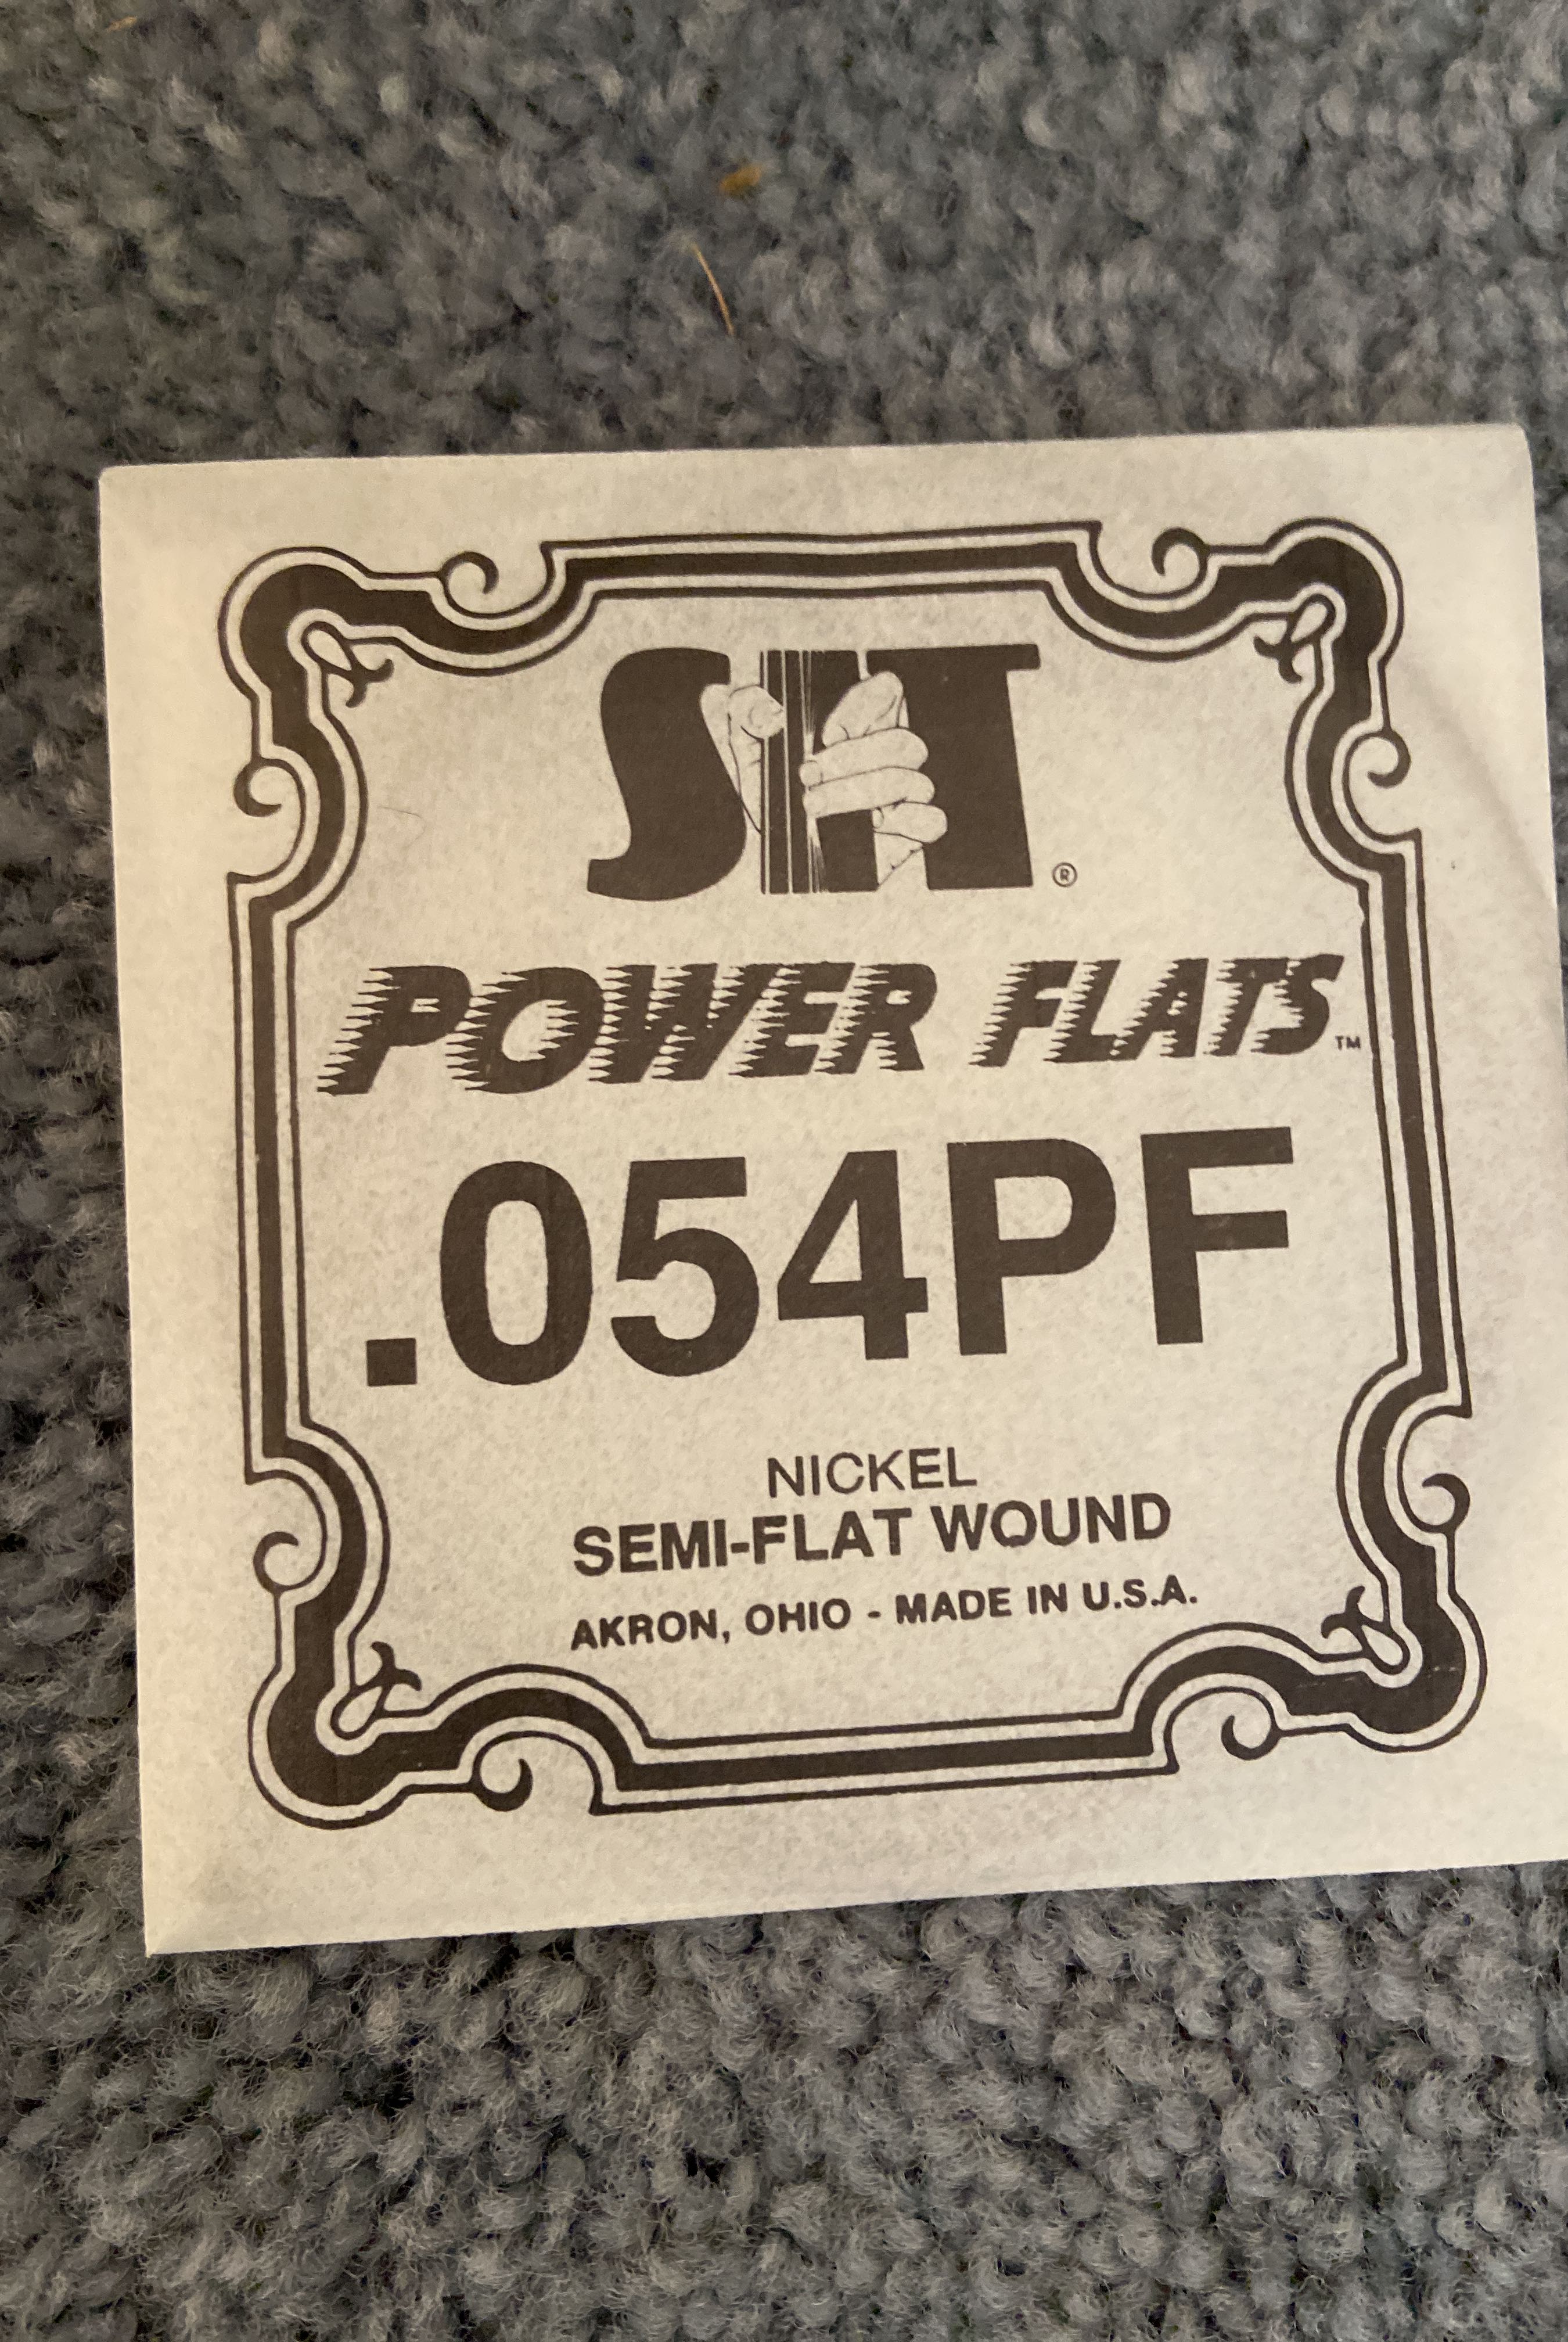 SIT®
POWER FLATS™
.054PF
NICKEL
SEMI-FLAT WOUND
AKRON, OHIO - MADE IN U.S.A.